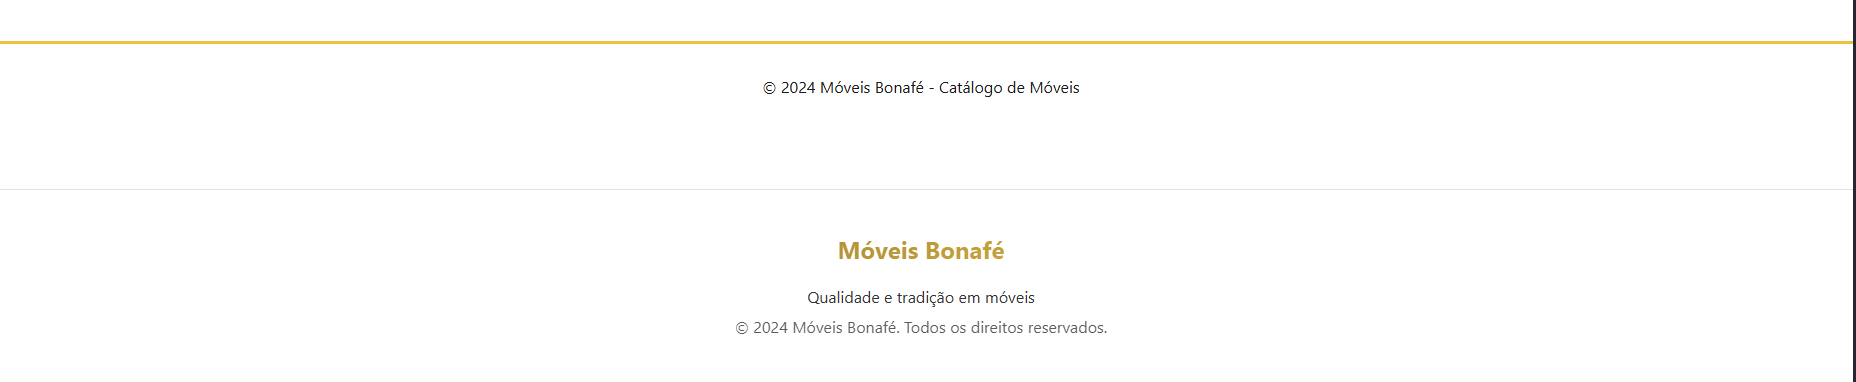 © 2024 Móveis Bonafé - Catálogo de Móveis
Móveis Bonafé
Qualidade e tradição em móveis
© 2024 Móveis Bonafé. Todos os direitos reservados.